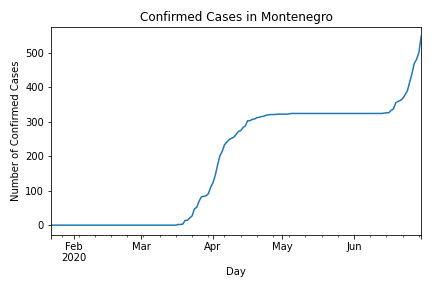 Confirmed Cases in Montenegro
Number of Confirmed Cases
500
400
300
200
100
0
Feb Mar Apr May Jun
2020
Day